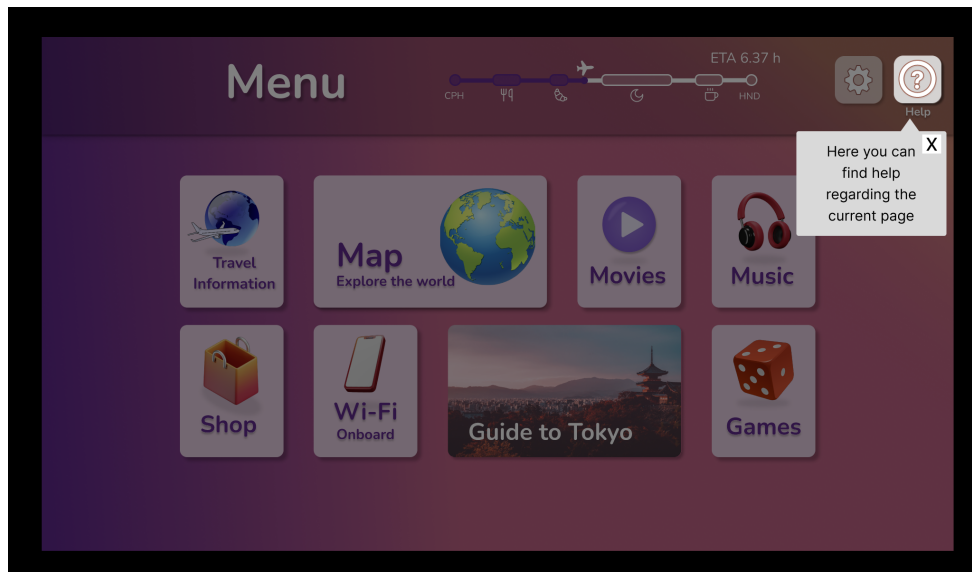 Menu
ETA 6.37 h
CPH
HND
?
Help
X
Here you can
find help
regarding the
current page
Travel
Information
Map
Explore the world
Movies
Music
Shop
Wi-Fi
Onboard
Guide to Tokyo
Games